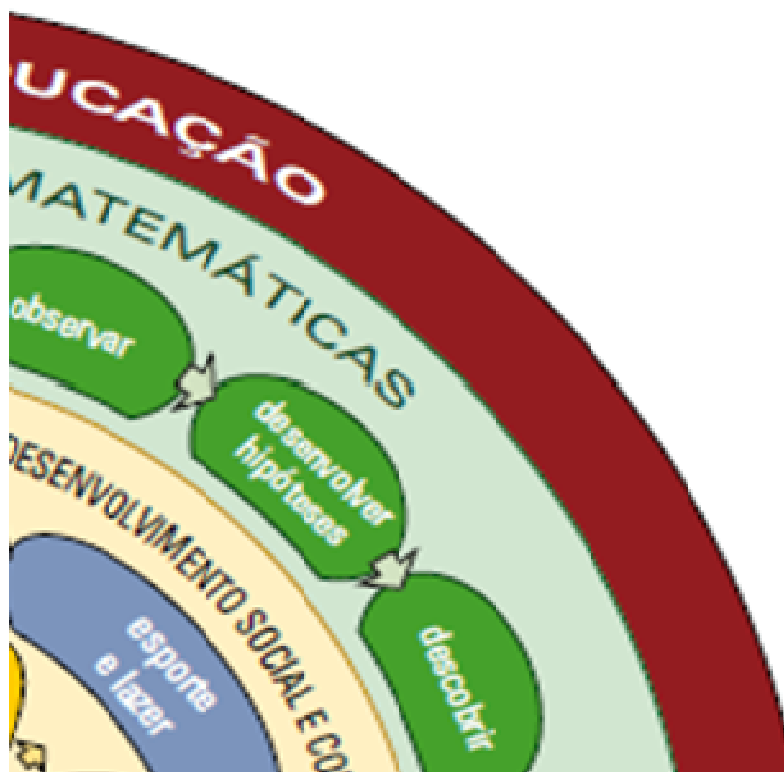 UCAÇÃO
MATEMÁTICAS
observar
desenvolver
hipóteses
descobrir
DESENVOLVIMENTO SOCIAL E CO
esporte
e lazer